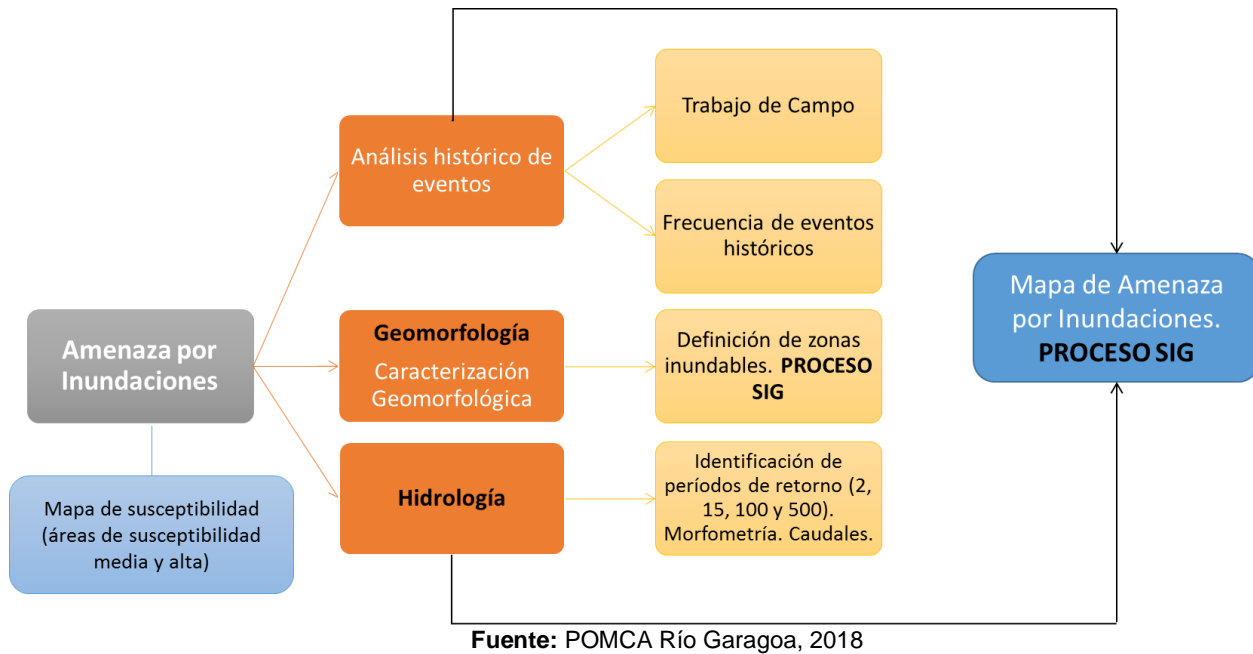 Amenaza por
Inundaciones
Mapa de susceptibilidad
(áreas de susceptibilidad
media y alta)
Análisis histórico de
eventos
Geomorfología
Caracterización
Geomorfológica
Hidrología
Trabajo de Campo
Frecuencia de eventos
históricos
Definición de zonas
inundables. PROCESO
SIG
Identificación de
períodos de retorno (2,
15, 100 y 500).
Morfometría. Caudales.
Mapa de Amenaza
por Inundaciones.
PROCESO SIG
Fuente: POMCA Río Garagoa, 2018